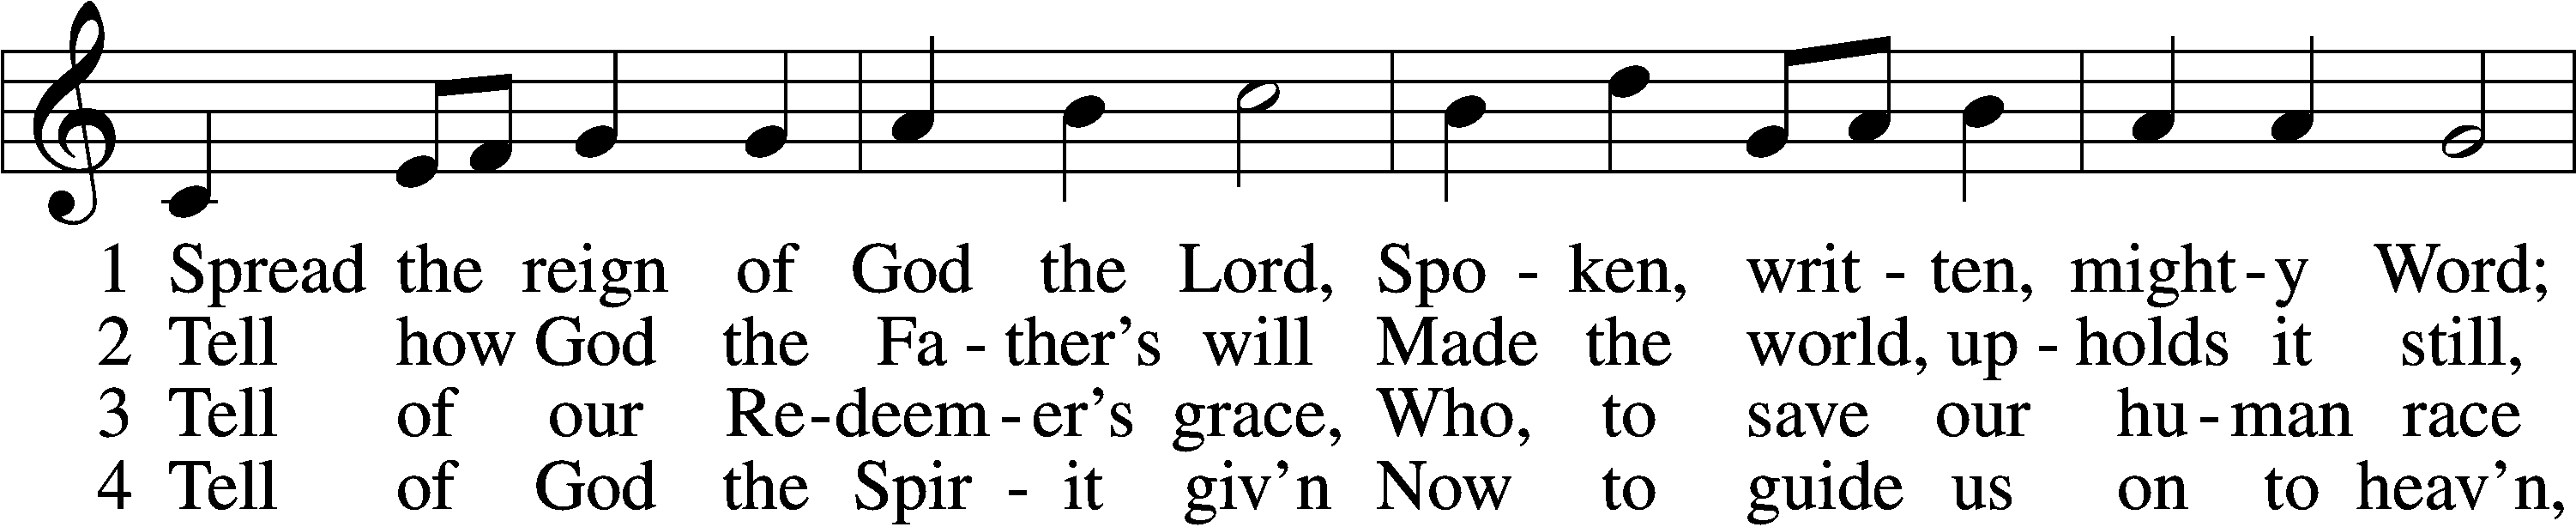 1 Spread the reign of God the Lord, Spo - ken, writ - ten, might - y Word;
2 Tell how God the Fa - ther’s will Made the world, up - holds it still,
3 Tell of our Re - deem - er’s grace, Who, to save our hu - man race
4 Tell of God the Spir - it giv’n Now to guide us on to heav’n,